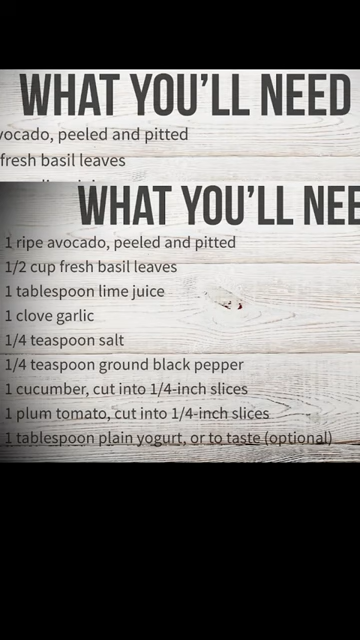 WHAT YOU'LL NEED
vocado, peeled and pitted
fresh basil leaves
WHAT YOU'LL NEE
1 ripe avocado, peeled and pitted
1/2 cup fresh basil leaves
1 tablespoon lime juice
1 clove garlic
1/4 teaspoon salt
1/4 teaspoon ground black pepper
1 cucumber, cut into 1/4-inch slices
1 plum tomato, cut into 1/4-inch slices
1 tablespoon plain yogurt, or to taste (optional)